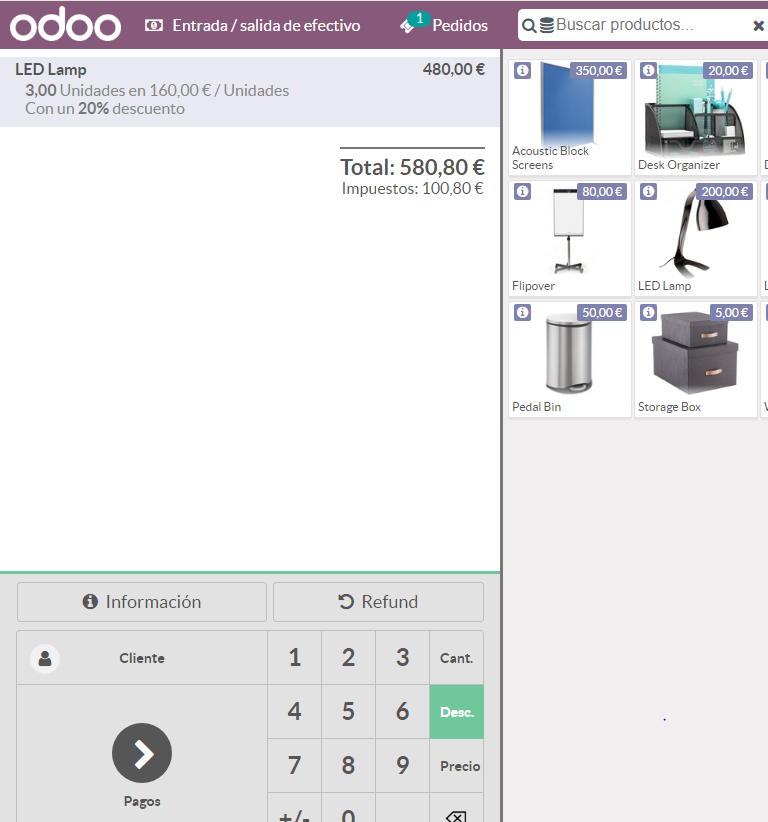 odoo
Entrada / salida de efectivo
1
Pedidos
Buscar productos...
LED Lamp 480,00 €
3,00 Unidades en 160,00 € / Unidades
Con un 20% descuento
Total: 580,80 €
Impuestos: 100,80 €
350,00 €
Acoustic Block
Screens
20,00 €
Desk Organizer
80,00 €
Flipover
200,00 €
LED Lamp
50,00 €
Pedal Bin
5,00 €
Storage Box
Información
Refund
Cliente
Pagos
1 2 3 Cant.
4 5 6 Desc.
7 8 9 Precio
+/- 0